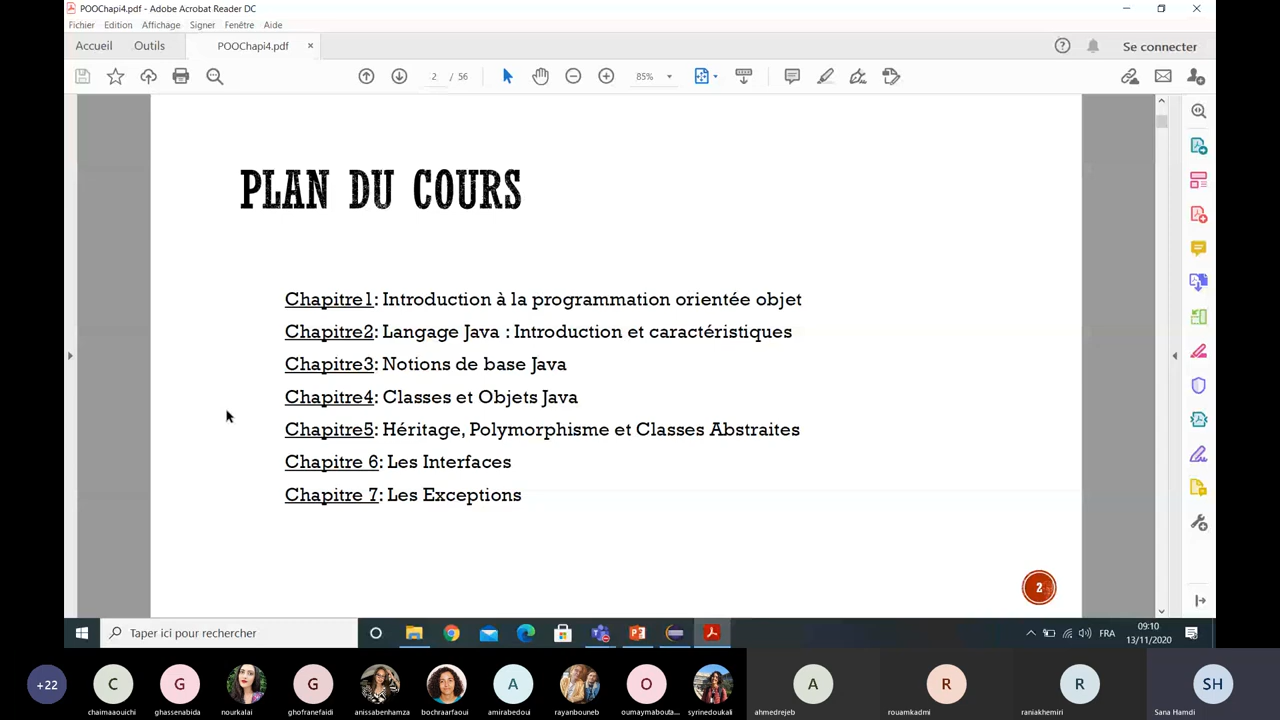 POOChapi4.pdf - Adobe Acrobat Reader DC
Fichier Edition Affichage Signer Fenêtre Aide
Accueil Outils POOChapi4.pdf × Se connecter
2 / 56 85%
PLAN DU COURS
Chapitre1: Introduction à la programmation orientée objet
Chapitre2: Langage Java : Introduction et caractéristiques
Chapitre3: Notions de base Java
Chapitre4: Classes et Objets Java
Chapitre5: Héritage, Polymorphisme et Classes Abstraites
Chapitre 6: Les Interfaces
Chapitre 7: Les Exceptions
2
Taper ici pour rechercher FRA 09:10
13/11/2020
+22 C G G A O A R R SH
chaimaaouichi ghassenabida nourkalai ghofranefaidi anissabenhamza bochraarfaoui amirabedoui rayanbouneb oumaymabouta... syrinedoukali ahmedrejeb rouamkadmi raniakhemiri Sana Hamdi